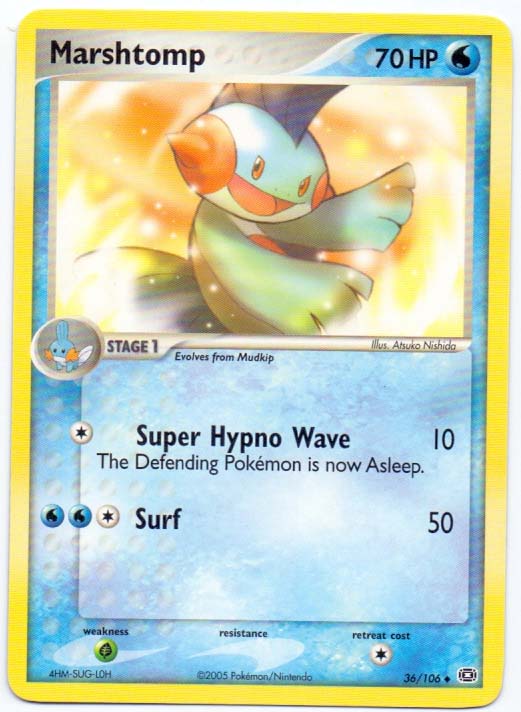 Marshtomp 70 HP
Illus. Atsuko Nishida
STAGE 1
Evolves from Mudkip
Super Hypno Wave 10
The Defending Pokémon is now Asleep.
Surf 50
weakness resistance retreat cost
4HM-SUG-L0H ©2005 Pokémon/Nintendo 36/106